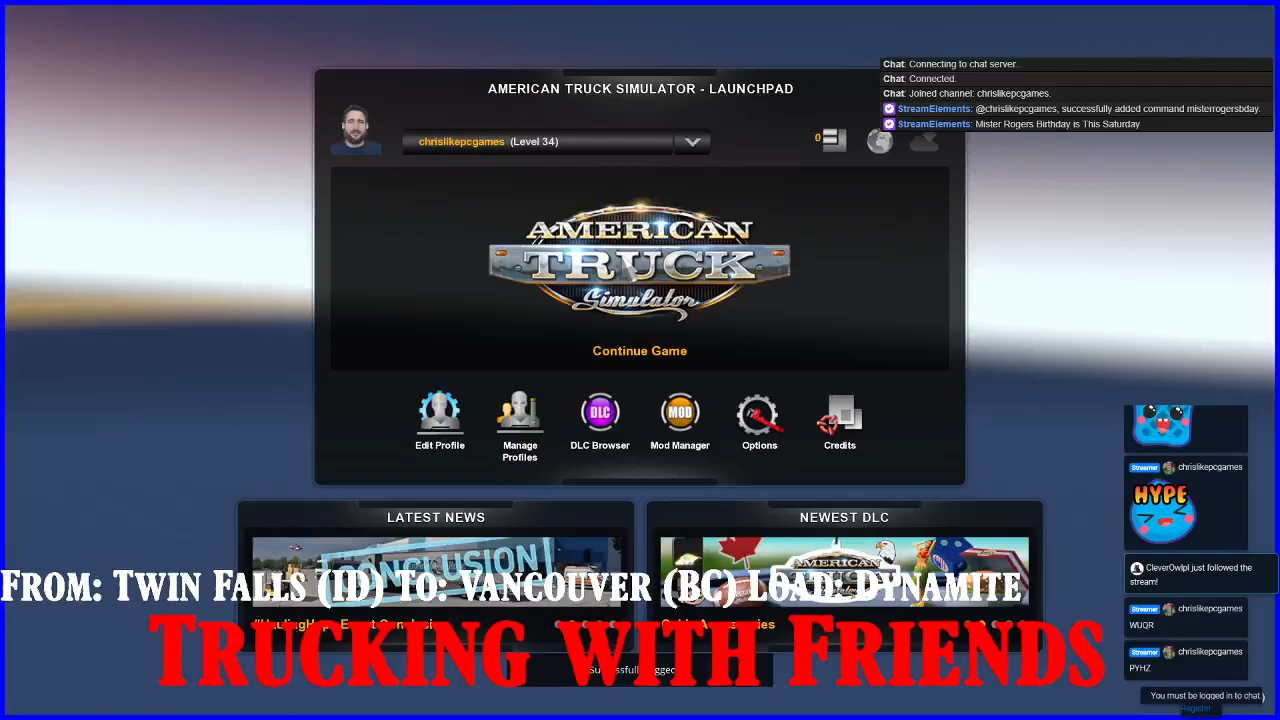 Chat: Connecting to chat server..
Chat: Connected.
Chat: Joined channel: chrislikepcgames.
StreamElements: @chrislikepcgames, successfully added command misterrogersbday.
StreamElements: Mister Rogers Birthday is This Saturday
AMERICAN TRUCK SIMULATOR - LAUNCHPAD
chrislikepcgames (Level 34)
0
AMERICAN
TRUCK
Simulator
Continue Game
DLC
MOD
Edit Profile
Manage Profiles
DLC Browser
Mod Manager
Options
Credits
LATEST NEWS
NEWEST DLC
CONCLUSION
AMERICAN
From: Twin Falls (ID) To: Vancouver (BC) Load: Dynamite
Trucking with Friends
Streamer chrislikepcgames
HYPE
CleverOwlpl just followed the stream!
Streamer chrislikepcgames
WUQR
Streamer chrislikepcgames
PYHZ
You must be logged in to chat.
Register